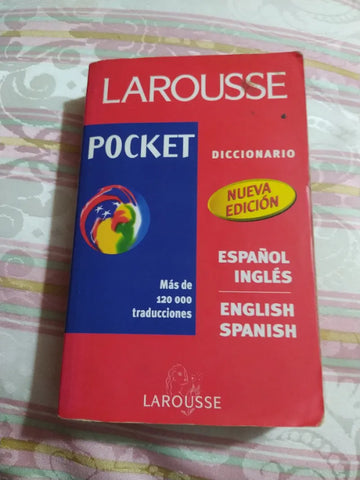 LAROUSSE
POCKET
DICCIONARIO
NUEVA
EDICIÓN
ESPAÑOL
INGLÉS
Más de
120 000
traducciones
ENGLISH
SPANISH
LAROUSSE